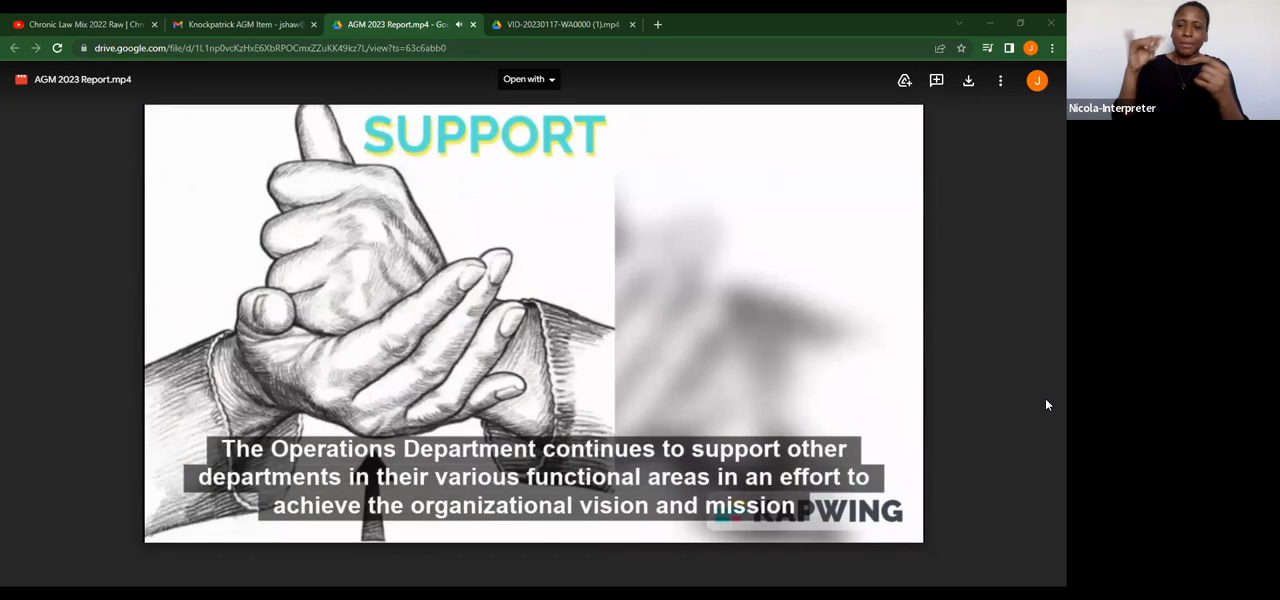 Chronic Law Mix 2022 Raw | Chr
Knockpatrick AGM Item - jshaw@
AGM 2023 Report.mp4 - Goo
VID-20230117-WA0000 (1).mp4
drive.google.com/file/d/1L1np0vcKzHxE6XbRPOCmxZZuKK49kz7L/view?ts=63c6abb0
J
AGM 2023 Report.mp4
Open with
J
Nicola-Interpreter
SUPPORT
The Operations Department continues to support other
departments in their various functional areas in an effort to
achieve the organizational vision and mission
KAPWING